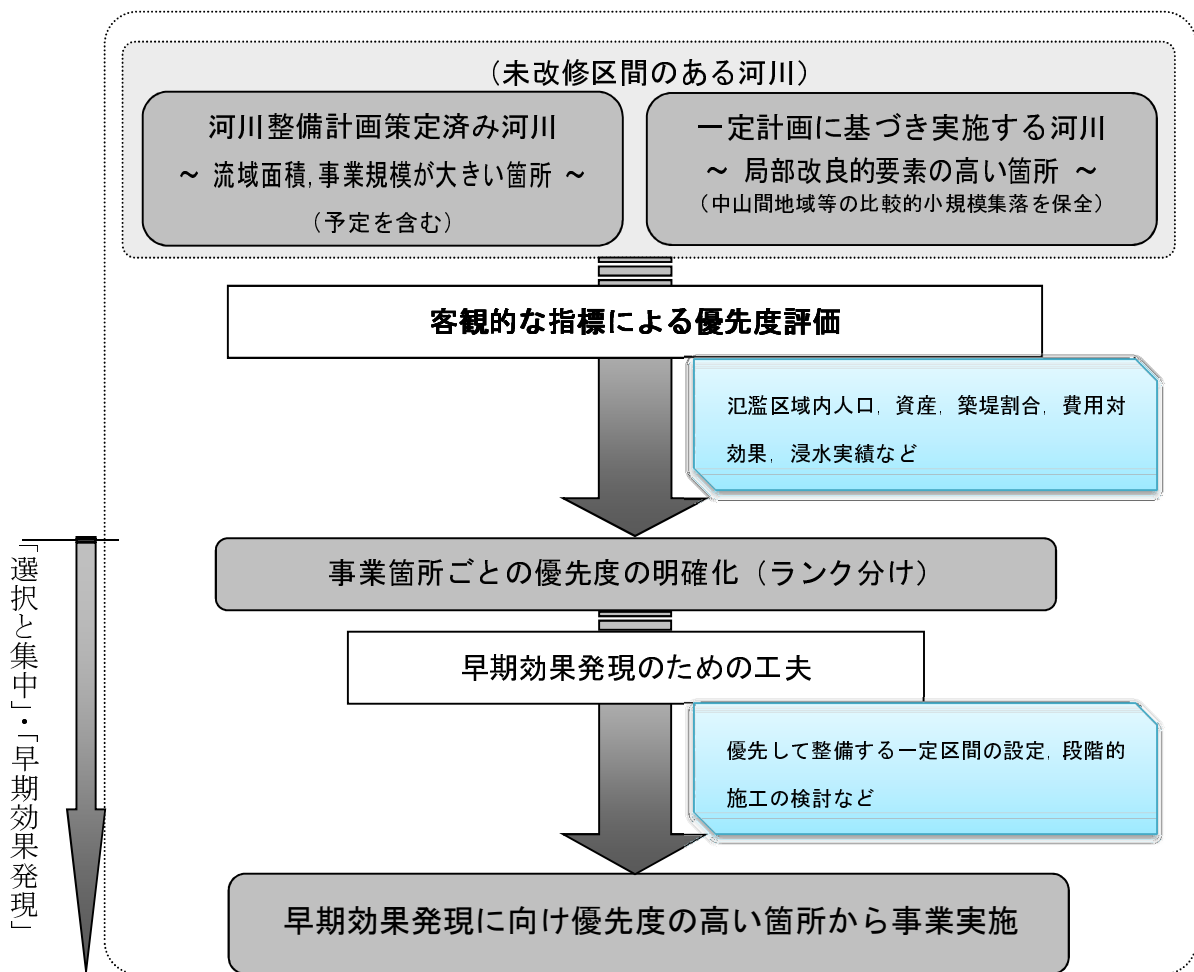 (未改修区間のある河川)
河川整備計画策定済み河川
~ 流域面積,事業規模が大きい箇所 ~
(予定を含む)
一定計画に基づき実施する河川
~ 局部改良的要素の高い箇所 ~
(中山間地域等の比較的小規模集落を保全)
客観的な指標による優先度評価
氾濫区域内人口,資産,築堤割合,費用対
効果,浸水実績など
事業箇所ごとの優先度の明確化(ランク分け)
早期効果発現のための工夫
優先して整備する一定区間の設定,段階的
施工の検討など
早期効果発現に向け優先度の高い箇所から事業実施
「選択と集中」・「早期効果発現」